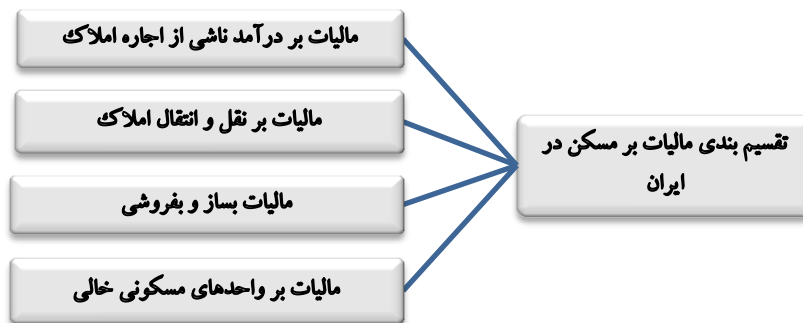 تقسیم بندی مالیات بر مسکن در
ایران
مالیات بر درآمد ناشی از اجاره املاک
مالیات بر نقل و انتقال املاک
مالیات بساز و بفروشی
مالیات بر واحدهای مسکونی خالی